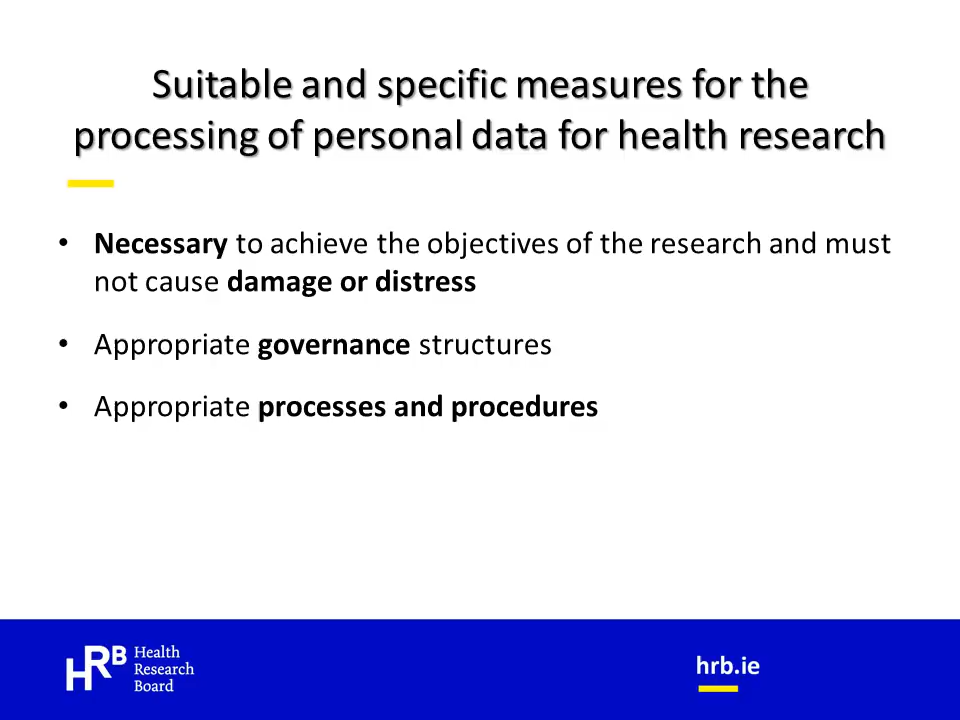 Suitable and specific measures for the
processing of personal data for health research
• Necessary to achieve the objectives of the research and must
not cause damage or distress
• Appropriate governance structures
• Appropriate processes and procedures
HRB
Health
Research
Board
hrb.ie